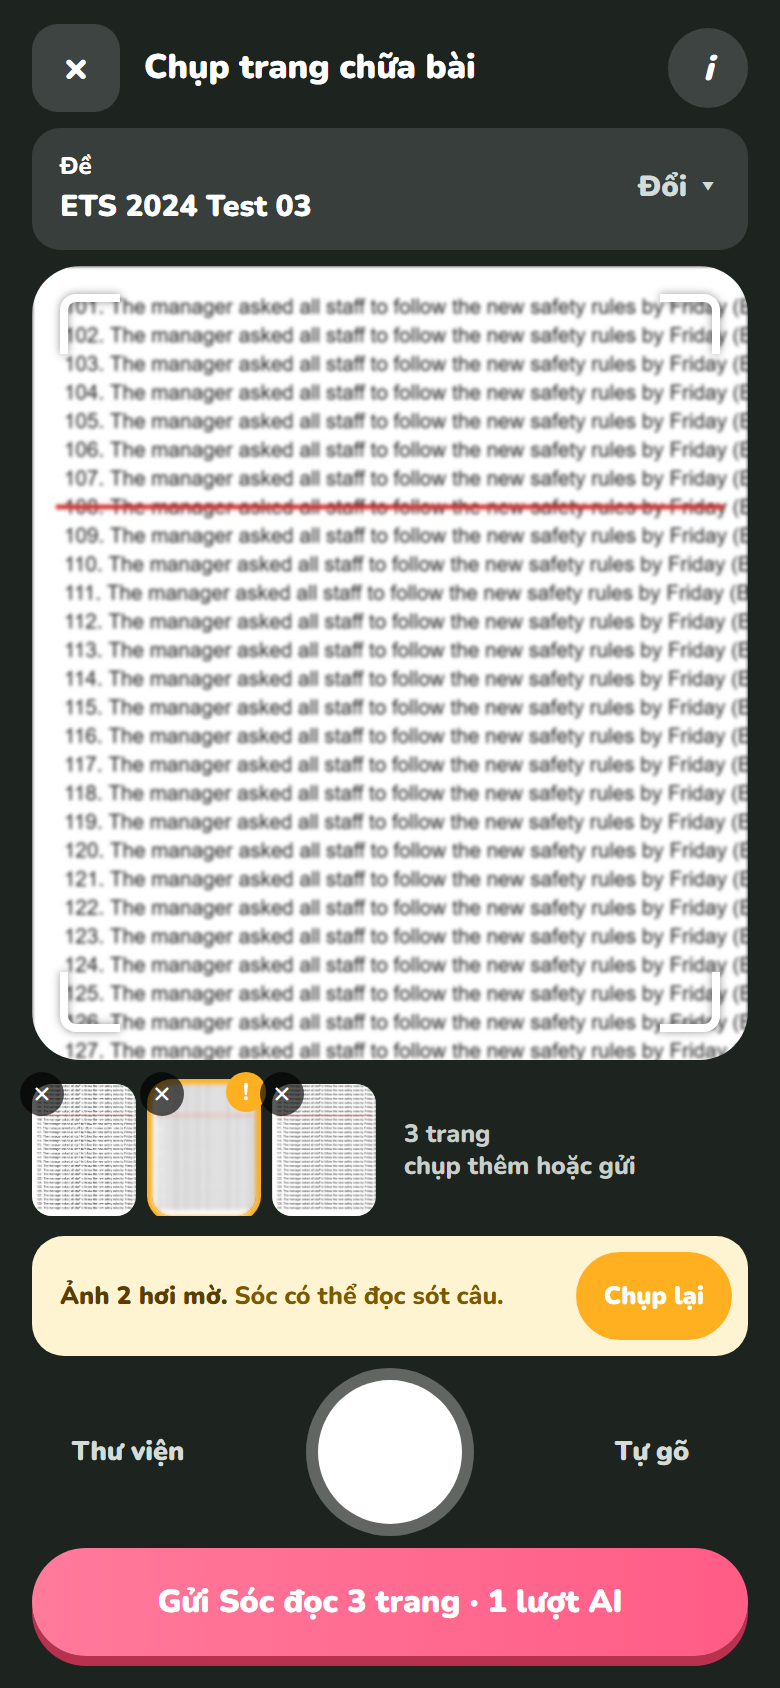 Chụp trang chữa bài
i
Đề
ETS 2024 Test 03
Đổi
101. The manager asked all staff to follow the new safety rules by Friday (B
102. The manager asked all staff to follow the new safety rules by Friday (B
103. The manager asked all staff to follow the new safety rules by Friday (B
104. The manager asked all staff to follow the new safety rules by Friday (B
105. The manager asked all staff to follow the new safety rules by Friday (B
106. The manager asked all staff to follow the new safety rules by Friday (B
107. The manager asked all staff to follow the new safety rules by Friday (B
108. The manager asked all staff to follow the new safety rules by Friday (B
109. The manager asked all staff to follow the new safety rules by Friday (B
110. The manager asked all staff to follow the new safety rules by Friday (B
111. The manager asked all staff to follow the new safety rules by Friday (B
112. The manager asked all staff to follow the new safety rules by Friday (B
113. The manager asked all staff to follow the new safety rules by Friday (B
114. The manager asked all staff to follow the new safety rules by Friday (B
115. The manager asked all staff to follow the new safety rules by Friday (B
116. The manager asked all staff to follow the new safety rules by Friday (B
117. The manager asked all staff to follow the new safety rules by Friday (B
118. The manager asked all staff to follow the new safety rules by Friday (B
119. The manager asked all staff to follow the new safety rules by Friday (B
120. The manager asked all staff to follow the new safety rules by Friday (B
121. The manager asked all staff to follow the new safety rules by Friday (B
122. The manager asked all staff to follow the new safety rules by Friday (B
123. The manager asked all staff to follow the new safety rules by Friday (B
124. The manager asked all staff to follow the new safety rules by Friday (B
125. The manager asked all staff to follow the new safety rules by Friday (B
126. The manager asked all staff to follow the new safety rules by Friday (B
127. The manager asked all staff to follow the new safety rules by Friday
!
3 trang
chụp thêm hoặc gửi
Ảnh 2 hơi mờ. Sóc có thể đọc sót câu.
Chụp lại
Thư viện
Tự gõ
Gửi Sóc đọc 3 trang · 1 lượt AI